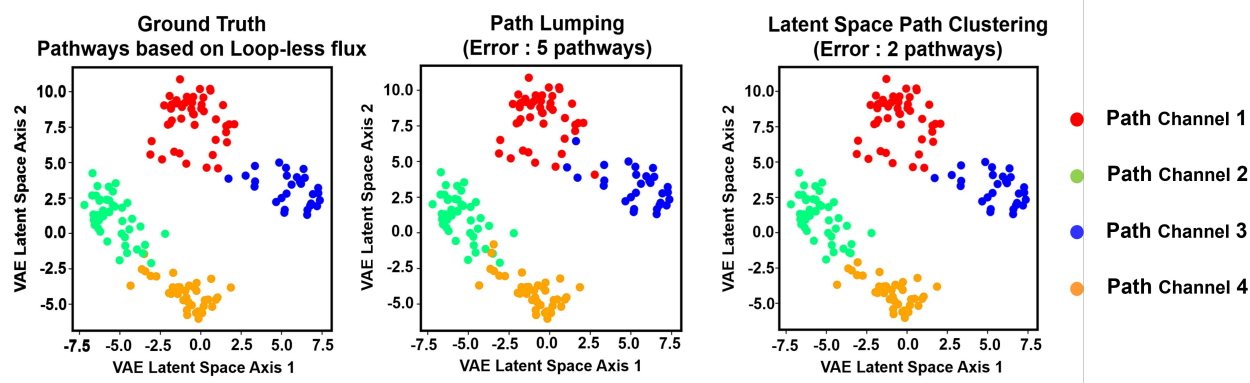 Ground Truth
Pathways based on Loop-less flux
Path Lumping
(Error : 5 pathways)
Latent Space Path Clustering
(Error : 2 pathways)
VAE Latent Space Axis 2
10.0
7.5
5.0
2.5
0.0
-2.5
-5.0
-7.5
-5.0
-2.5
0.0
2.5
5.0
7.5
VAE Latent Space Axis 1
VAE Latent Space Axis 2
10.0
7.5
5.0
2.5
0.0
-2.5
-5.0
-7.5
-5.0
-2.5
0.0
2.5
5.0
7.5
VAE Latent Space Axis 1
VAE Latent Space Axis 2
10.0
7.5
5.0
2.5
0.0
-2.5
-5.0
-7.5
-5.0
-2.5
0.0
2.5
5.0
7.5
VAE Latent Space Axis 1
Path Channel 1
Path Channel 2
Path Channel 3
Path Channel 4